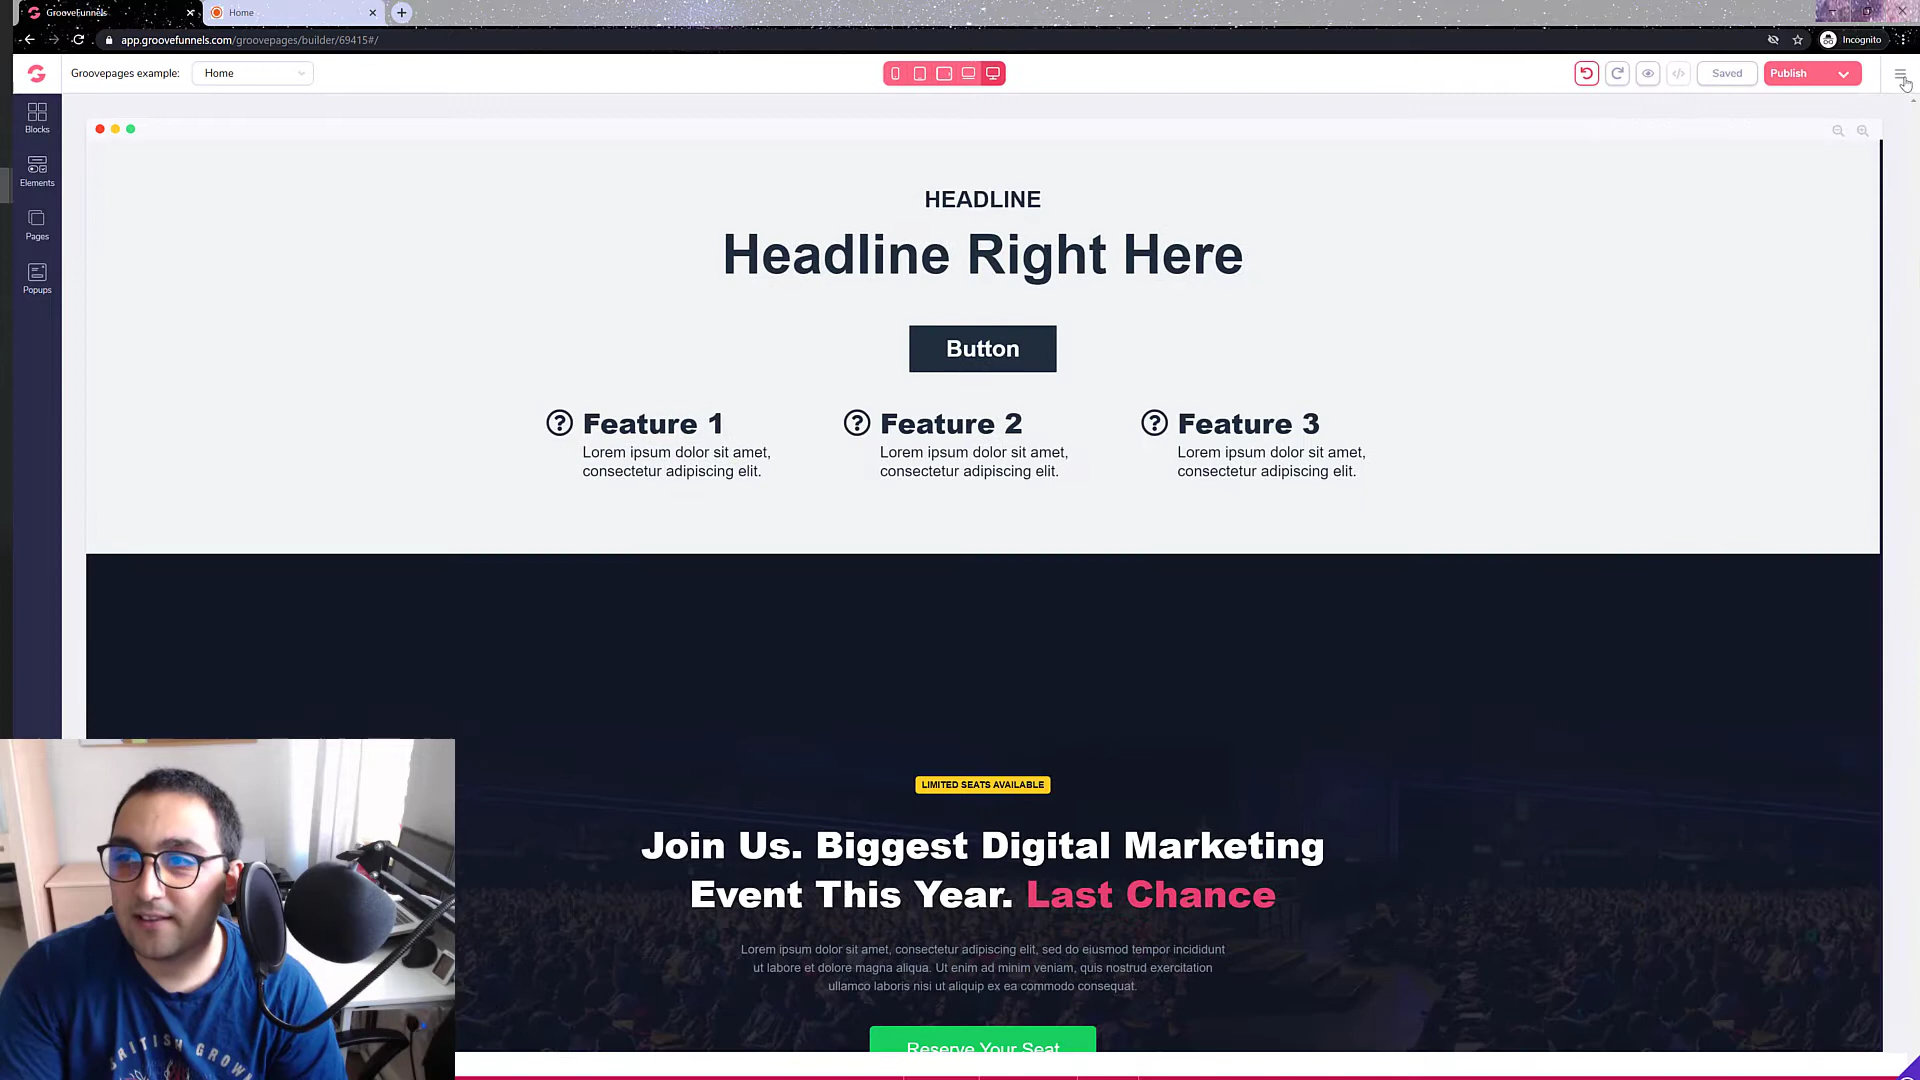 GrooveFunnels
Home
app.groovefunnels.com/groovepages/builder/69415#/
Incognito
Groovepages example:
Home
Saved
Publish
Blocks
Elements
Pages
Popups
HEADLINE
Headline Right Here
Button
Feature 1
Lorem ipsum dolor sit amet,
consectetur adipiscing elit.
Feature 2
Lorem ipsum dolor sit amet,
consectetur adipiscing elit.
Feature 3
Lorem ipsum dolor sit amet,
consectetur adipiscing elit.
LIMITED SEATS AVAILABLE
Join Us. Biggest Digital Marketing
Event This Year. Last Chance
Lorem ipsum dolor sit amet, consectetur adipiscing elit, sed do eiusmod tempor incididunt
ut labore et dolore magna aliqua. Ut enim ad minim veniam, quis nostrud exercitation
ullamco laboris nisi ut aliquip ex ea commodo consequat.
Reserve Your Seat
BRITISH GROWN